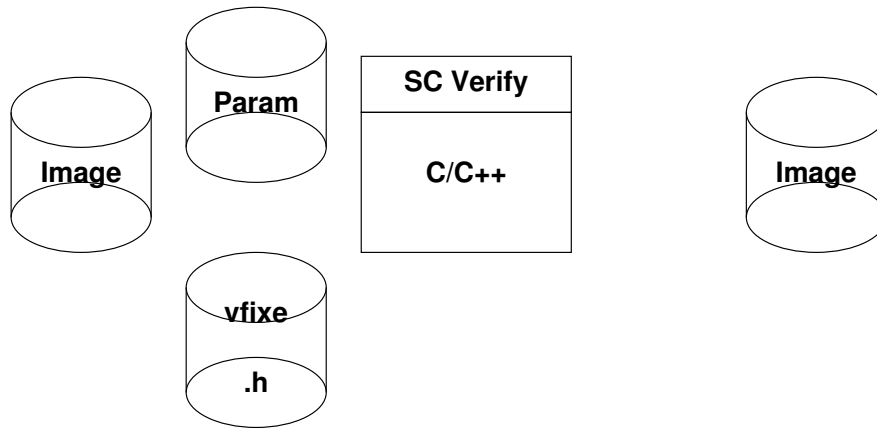 Image
Param
SC Verify
C/C++
Image
vfixe
.h